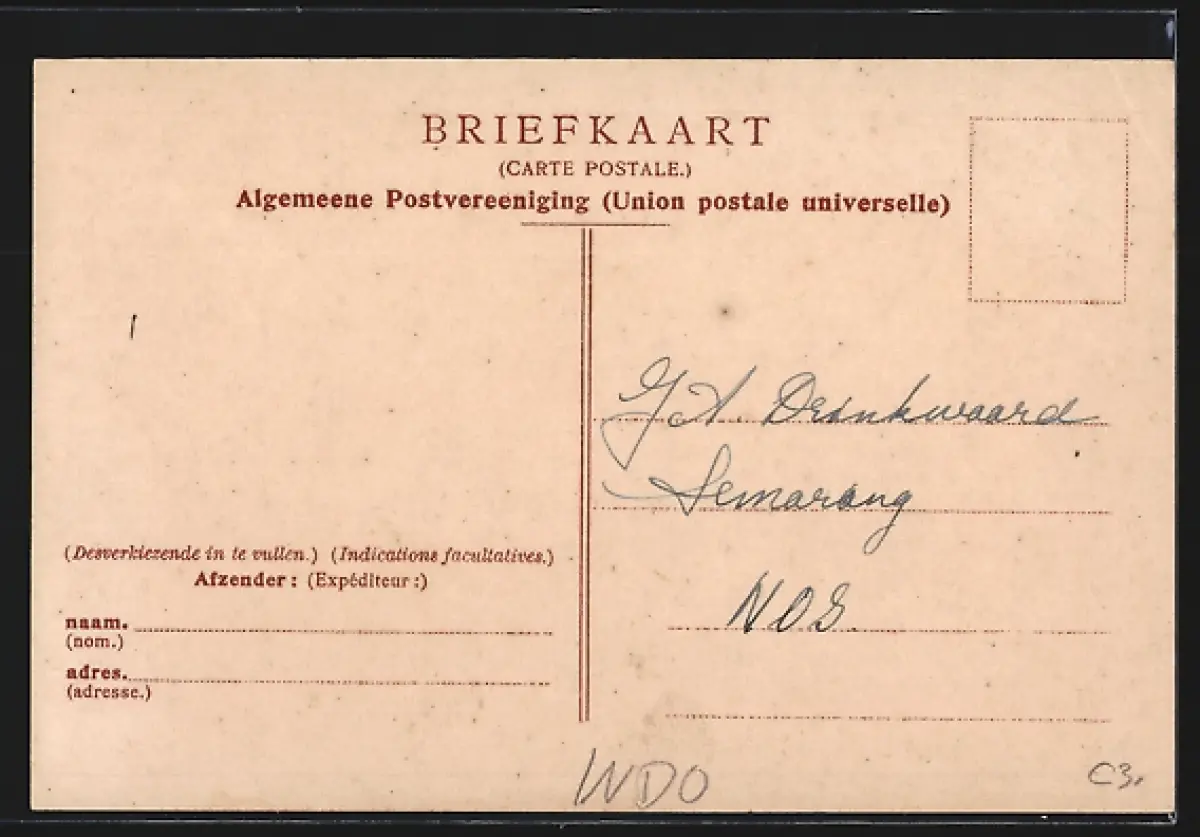 BRIEFKAART
(CARTE POSTALE.)
Algemeene Postvereeniging (Union postale universelle)
G A. Drinkwaard
Semarang
NOS.
(Desverkiezende in te vullen.) (Indications facultatives.)
Afzender: (Expéditeur:)
naam.
(nom.)
adres.
(adresse.)
C3.